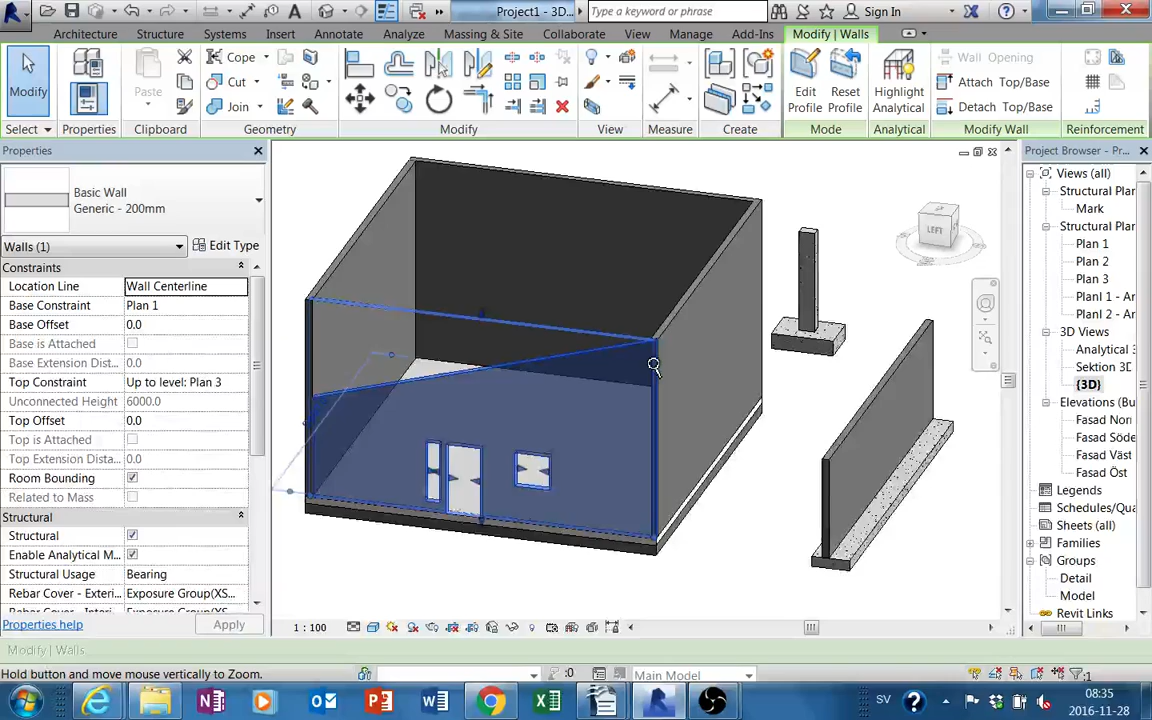 Project1 - 3D...
Type a keyword or phrase
Sign In
Architecture Structure Systems Insert Annotate Analyze Massing & Site Collaborate View Manage Add-Ins Modify | Walls
Modify
Paste
Cope
Cut
Join
Edit Profile
Reset Profile
Highlight Analytical
Wall Opening
Attach Top/Base
Detach Top/Base
Select Properties Clipboard Geometry Modify View Measure Create Mode Analytical Modify Wall Reinforcement
Properties
Basic Wall
Generic - 200mm
Walls (1)
Edit Type
Constraints
Location Line Wall Centerline
Base Constraint Plan 1
Base Offset 0.0
Base is Attached
Base Extension Dist... 0.0
Top Constraint Up to level: Plan 3
Unconnected Height 6000.0
Top Offset 0.0
Top is Attached
Top Extension Dista... 0.0
Room Bounding
Related to Mass
Structural
Structural
Enable Analytical M...
Structural Usage Bearing
Rebar Cover - Exteri... Exposure Group(XS...
Rebar Cover - Interi... Exposure Group(XS...
Properties help
Apply
LEFT
Project Browser - Pr...
Views (all)
Structural Plan
Mark
Structural Plan
Plan 1
Plan 2
Plan 3
Planl 1 - Ar
Planl 2 - Ar
3D Views
Analytical 3
Sektion 3D
{3D}
Elevations (Bu
Fasad Norr
Fasad Söde
Fasad Väst
Fasad Öst
Legends
Schedules/Qua
Sheets (all)
Families
Groups
Detail
Model
Revit Links
1 : 100
Modify | Walls
Hold button and move mouse vertically to Zoom.
:0
Main Model
:1
SV
08:35
2016-11-28